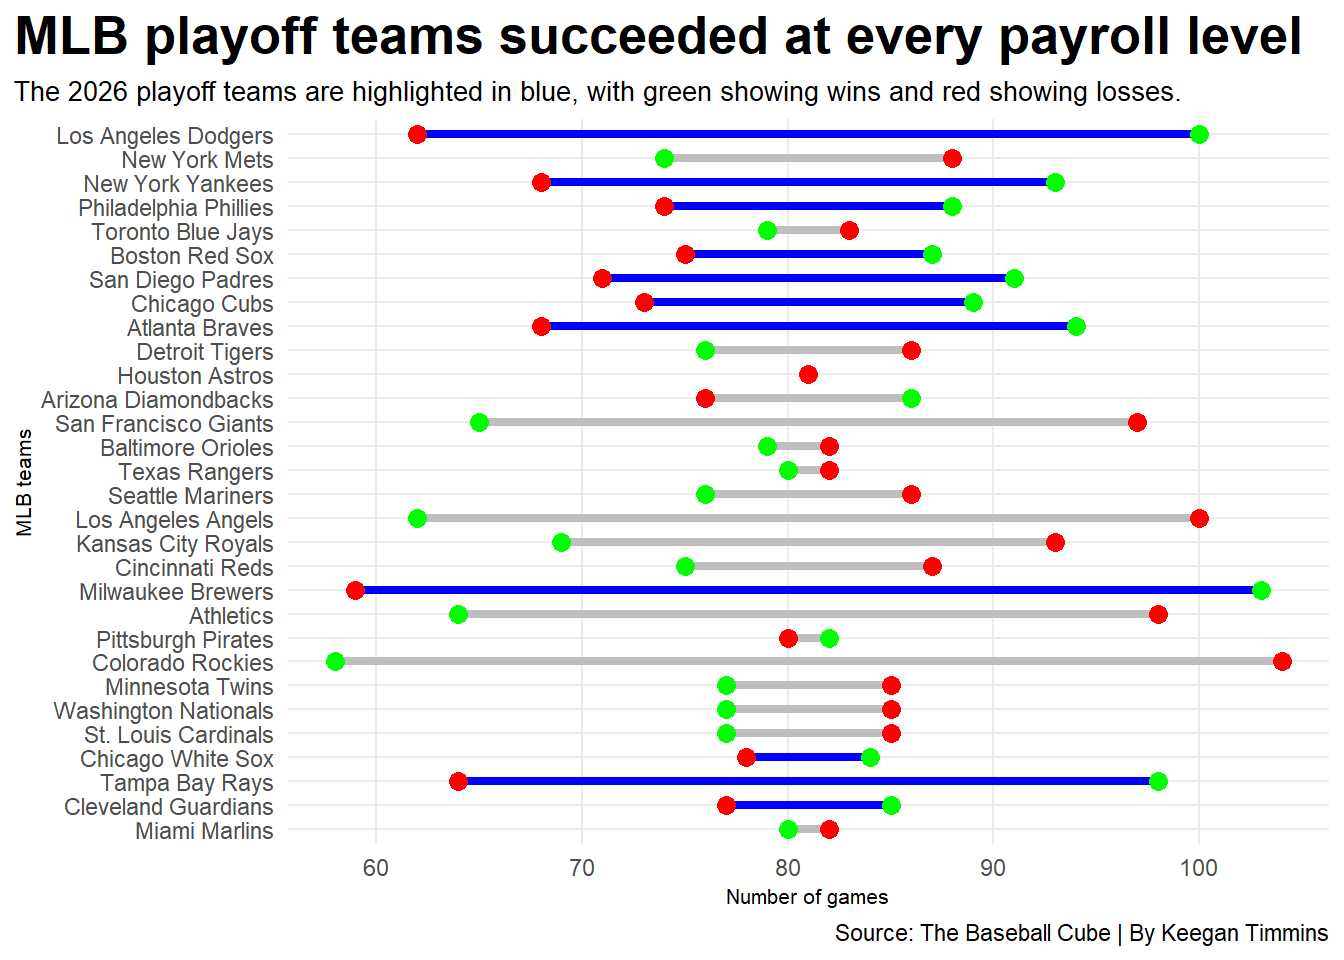 MLB playoff teams succeeded at every payroll level
The 2026 playoff teams are highlighted in blue, with green showing wins and red showing losses.
MLB teams
Los Angeles Dodgers
New York Mets
New York Yankees
Philadelphia Phillies
Toronto Blue Jays
Boston Red Sox
San Diego Padres
Chicago Cubs
Atlanta Braves
Detroit Tigers
Houston Astros
Arizona Diamondbacks
San Francisco Giants
Baltimore Orioles
Texas Rangers
Seattle Mariners
Los Angeles Angels
Kansas City Royals
Cincinnati Reds
Milwaukee Brewers
Athletics
Pittsburgh Pirates
Colorado Rockies
Minnesota Twins
Washington Nationals
St. Louis Cardinals
Chicago White Sox
Tampa Bay Rays
Cleveland Guardians
Miami Marlins
60 70 80 90 100
Number of games
Source: The Baseball Cube | By Keegan Timmins